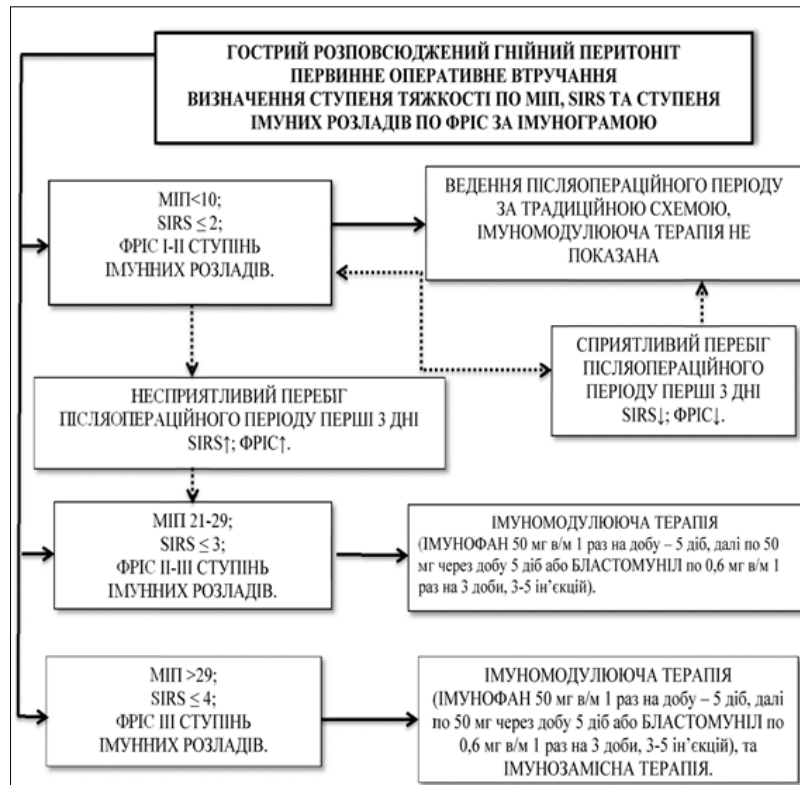 ГОСТРИЙ РОЗПОВСЮДЖЕНИЙ ГНІЙНИЙ ПЕРИТОНІТ
ПЕРВИННЕ ОПЕРАТИВНЕ ВТРУЧАННЯ
ВИЗНАЧЕННЯ СТУПЕНЯ ТЯЖКОСТІ ПО МІП, SIRS ТА СТУПЕНЯ
ІМУНИХ РОЗЛАДІВ ПО ФРІС ЗА ІМУНОГРАМОЮ
МІП<10;
SIRS ≤ 2;
ФРІС I-II СТУПІНЬ
ІМУННИХ РОЗЛАДІВ.
ВЕДЕННЯ ПІСЛЯОПЕРАЦІЙНОГО ПЕРІОДУ
ЗА ТРАДИЦІЙНОЮ СХЕМОЮ,
ІМУНОМОДУЛЮЮЧА ТЕРАПІЯ НЕ
ПОКАЗАНА
СПРИЯТЛИВИЙ ПЕРЕБІГ
ПІСЛЯОПЕРАЦІЙНОГО
ПЕРІОДУ ПЕРШІ 3 ДНІ
SIRS↓; ФРІС↓.
НЕСПРИЯТЛИВИЙ ПЕРЕБІГ
ПІСЛЯОПЕРАЦІЙНОГО ПЕРІОДУ ПЕРШІ 3 ДНІ
SIRS↑; ФРІС↑.
МІП 21-29;
SIRS ≤ 3;
ФРІС II-III СТУПІНЬ
ІМУННИХ РОЗЛАДІВ.
ІМУНОМОДУЛЮЮЧА ТЕРАПІЯ
(ІМУНОФАН 50 мг в/м 1 раз на добу – 5 діб, далі по 50
мг через добу 5 діб або БЛАСТОМУНІЛ по 0,6 мг в/м 1
раз на 3 доби, 3-5 ін’єкцій).
МІП >29;
SIRS ≤ 4;
ФРІС III СТУПІНЬ
ІМУННИХ РОЗЛАДІВ.
ІМУНОМОДУЛЮЮЧА ТЕРАПІЯ
(ІМУНОФАН 50 мг в/м 1 раз на добу – 5 діб, далі
по 50 мг через добу 5 діб або БЛАСТОМУНІЛ по
0,6 мг в/м 1 раз на 3 доби, 3-5 ін’єкцій), та
ІМУНОЗАМІСНА ТЕРАПІЯ.